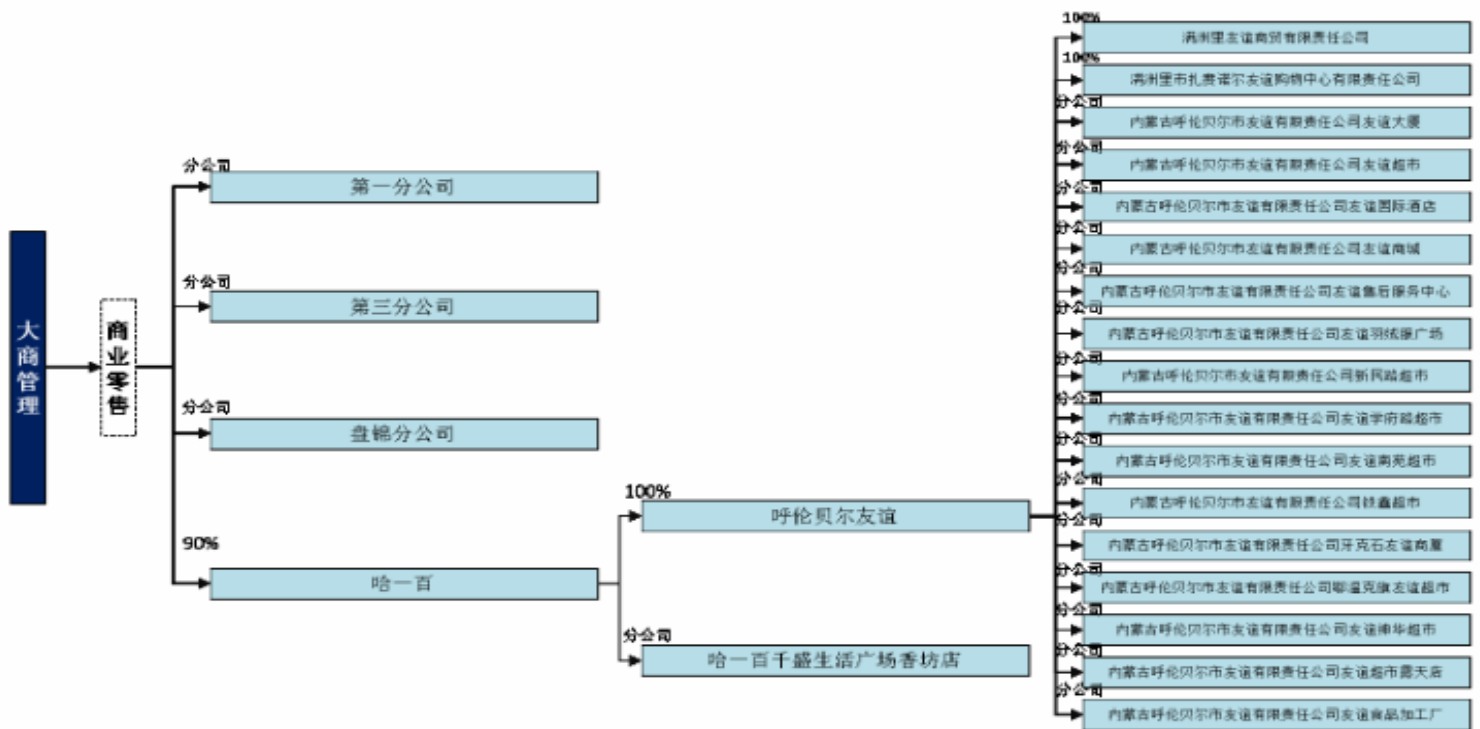 大商管理
商业零售
分公司
第一分公司
分公司
第三分公司
分公司
盘锦分公司
90%
哈一百
100%
呼伦贝尔友谊
分公司
哈一百千盛生活广场香坊店
100%
满洲里友谊商贸有限责任公司
100%
满洲里市扎赉诺尔友谊购物中心有限责任公司
分公司
内蒙古呼伦贝尔市友谊有限责任公司友谊大厦
分公司
内蒙古呼伦贝尔市友谊有限责任公司友谊超市
分公司
内蒙古呼伦贝尔市友谊有限责任公司友谊国际酒店
分公司
内蒙古呼伦贝尔市友谊有限责任公司友谊商城
分公司
内蒙古呼伦贝尔市友谊有限责任公司友谊售后服务中心
分公司
内蒙古呼伦贝尔市友谊有限责任公司友谊羽绒服广场
分公司
内蒙古呼伦贝尔市友谊有限责任公司新民路超市
分公司
内蒙古呼伦贝尔市友谊有限责任公司友谊学府路超市
分公司
内蒙古呼伦贝尔市友谊有限责任公司友谊南苑超市
分公司
内蒙古呼伦贝尔市友谊有限责任公司铁鑫超市
分公司
内蒙古呼伦贝尔市友谊有限责任公司牙克石友谊商厦
分公司
内蒙古呼伦贝尔市友谊有限责任公司鄂温克旗友谊超市
分公司
内蒙古呼伦贝尔市友谊有限责任公司友谊神华超市
分公司
内蒙古呼伦贝尔市友谊有限责任公司友谊超市露天店
分公司
内蒙古呼伦贝尔市友谊有限责任公司友谊食品加工厂